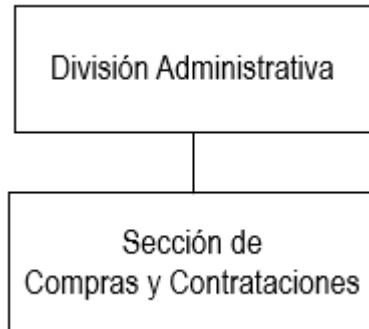 División Administrativa
Sección de
Compras y Contrataciones